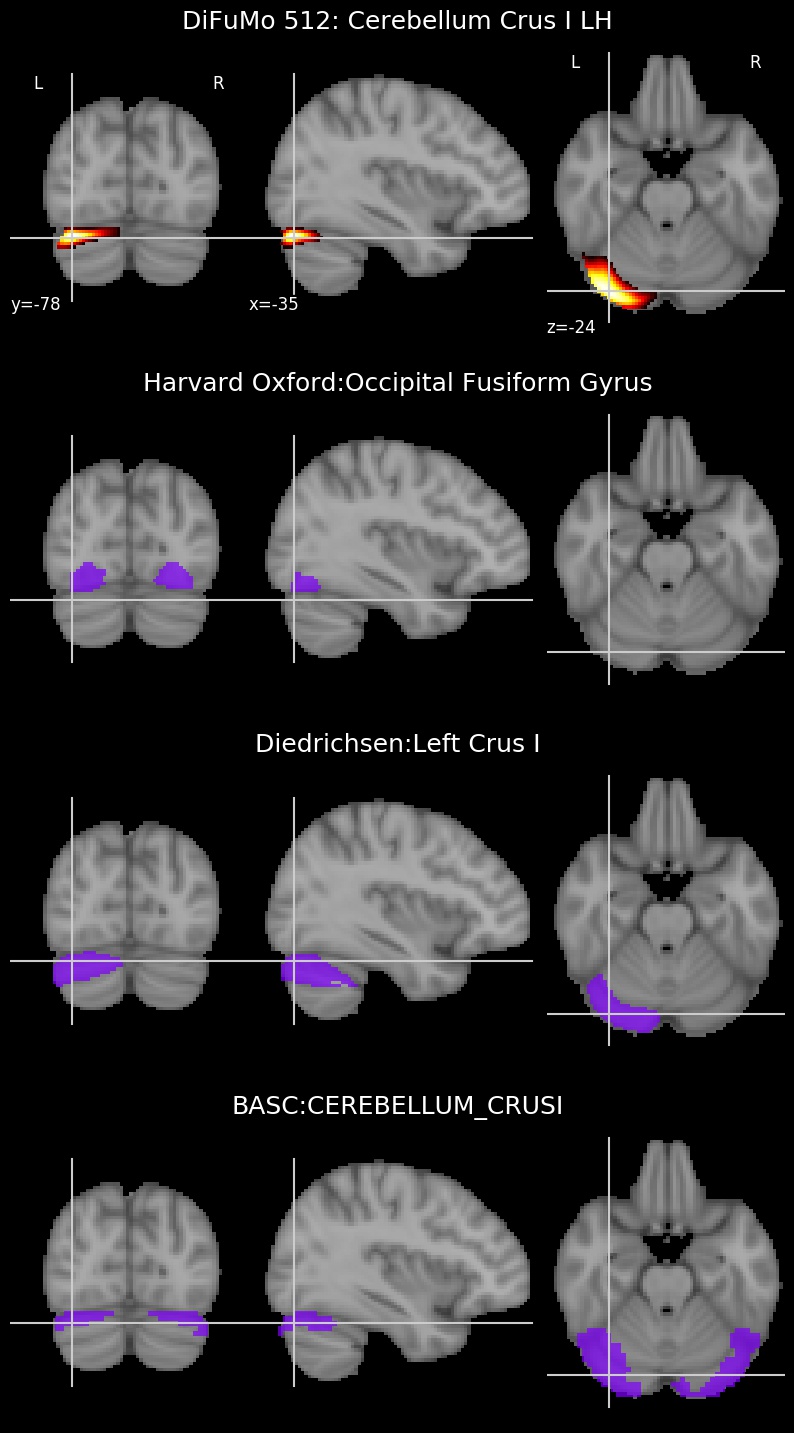 DiFuMo 512: Cerebellum Crus I LH
L R L R
y=-78 x=-35 z=-24
Harvard Oxford:Occipital Fusiform Gyrus
Diedrichsen:Left Crus I
BASC:CEREBELLUM_CRUSI